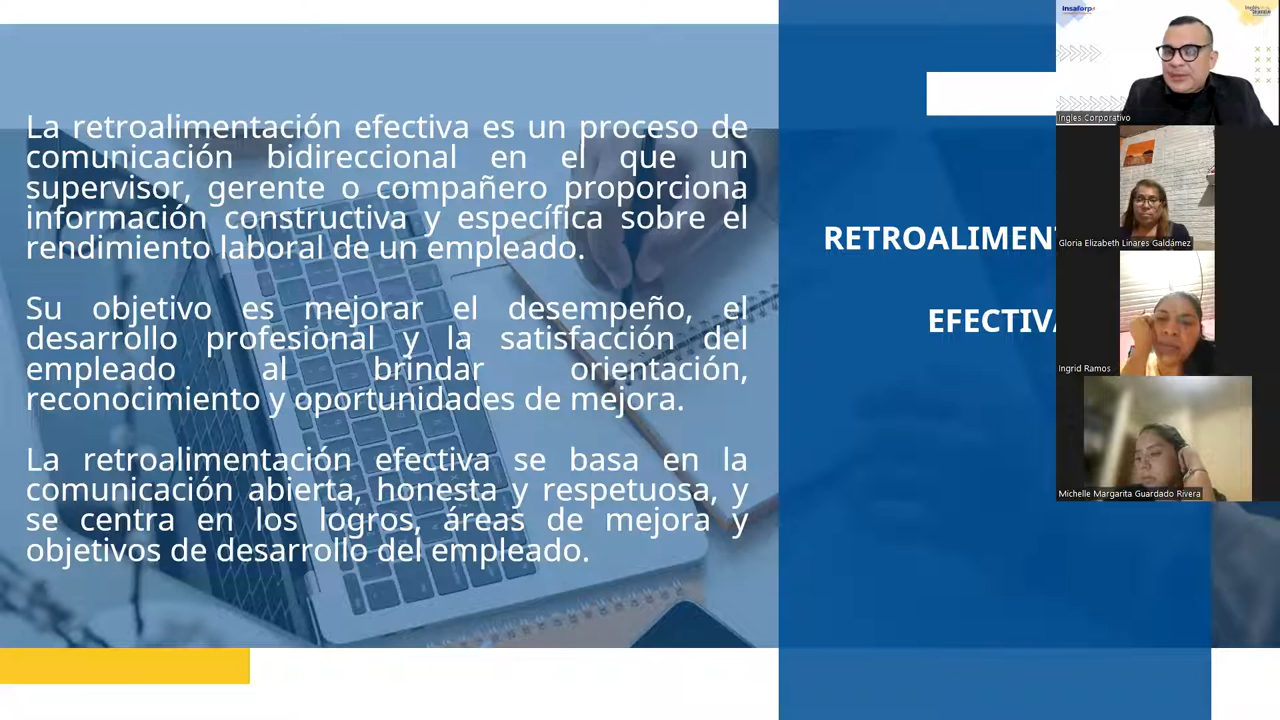 La retroalimentación efectiva es un proceso de
comunicación bidireccional en el que un
supervisor, gerente o compañero proporciona
información constructiva y específica sobre el
rendimiento laboral de un empleado.
Su objetivo es mejorar el desempeño, el
desarrollo profesional y la satisfacción del
empleado al brindar orientación,
reconocimiento y oportunidades de mejora.
La retroalimentación efectiva se basa en la
comunicación abierta, honesta y respetuosa, y
se centra en los logros, áreas de mejora y
objetivos de desarrollo del empleado.
RETROALIMEN
EFECTIVA
insaforp
Ingles Corporativo
Gloria Elizabeth Linares Galdámez
Ingrid Ramos
Michelle Margarita Guardado Rivera